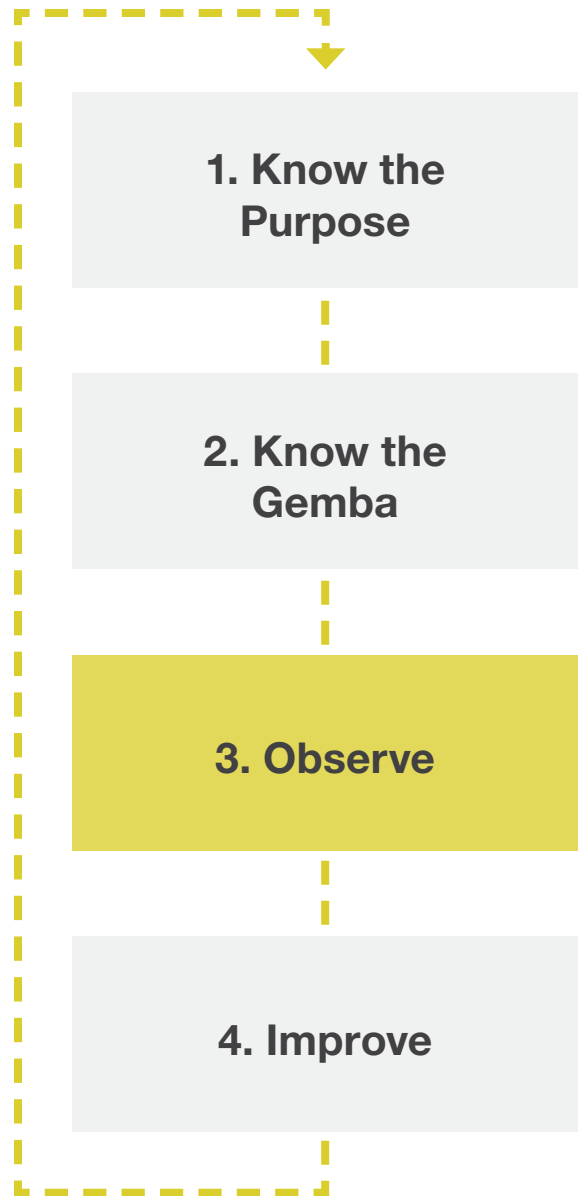 1. Know the
Purpose
2. Know the
Gemba
3. Observe
4. Improve